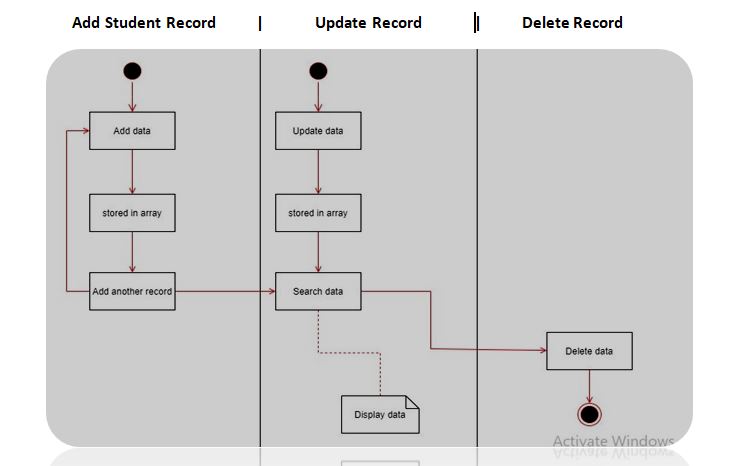 Add Student Record | Update Record || Delete Record
Add data
stored in array
Add another record
Update data
stored in array
Search data
Display data
Delete data
Activate Windows